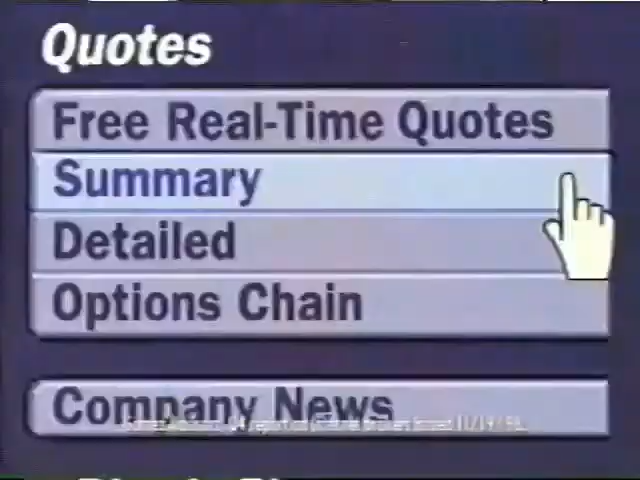 Quotes
Free Real-Time Quotes
Summary
Detailed
Options Chain
Company News